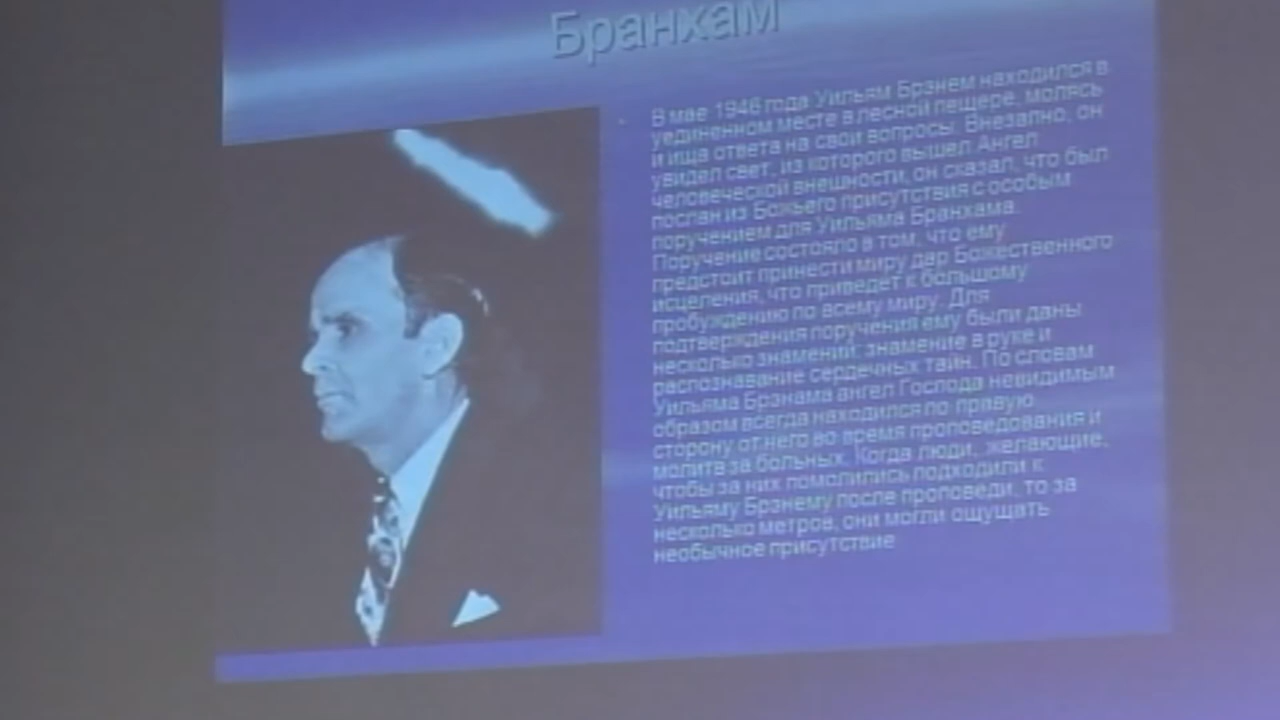 Бранхам
В мае 1946 года Уильям Брэнем находился в
уединенном месте в лесной пещере, молясь
и ища ответа на свои вопросы. Внезапно, он
увидел свет, из которого вышел Ангел
человеческой внешности, он сказал, что был
послан из Божьего присутствия с особым
поручением для Уильяма Бранхама.
Поручение состояло в том, что ему
предстоит принести миру дар Божественного
исцеления, что приведет к большому
пробуждению по всему миру. Для
подтверждения поручения ему были даны
несколько знамений: знамение в руке и
распознавание сердечных тайн. По словам
Уильяма Брэнама ангел Господа невидимым
образом всегда находился по правую
сторону от него во время проповедования и
молитв за больных. Когда люди, желающие,
чтобы за них помолились подходили к
Уильяму Брэнему после проповеди, то за
несколько метров, они могли ощущать
необычное присутствие